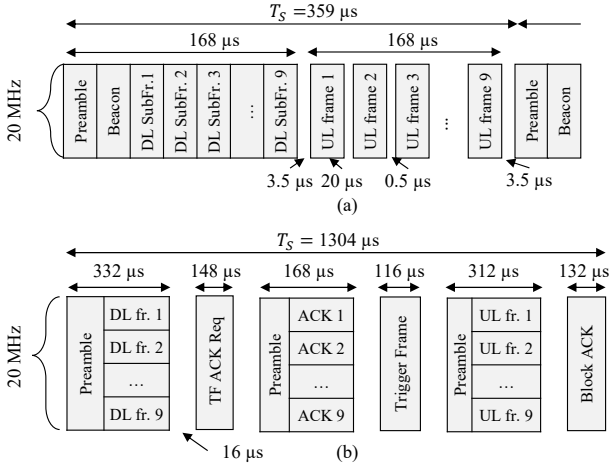 T_S =359 µs
168 µs
168 µs
20 MHz
Preamble
Beacon
DL SubFr.1
DL SubFr. 2
DL SubFr. 3
...
DL SubFr. 9
UL frame 1
UL frame 2
UL frame 3
...
UL frame 9
Preamble
Beacon
3.5 µs
20 µs
0.5 µs
3.5 µs
(a)
T_S = 1304 µs
332 µs
148 µs
168 µs
116 µs
312 µs
132 µs
20 MHz
Preamble
DL fr. 1
DL fr. 2
...
DL fr. 9
TF ACK Req
Preamble
ACK 1
ACK 2
...
ACK 9
Trigger Frame
Preamble
UL fr. 1
UL fr. 2
...
UL fr. 9
Block ACK
16 µs
(b)